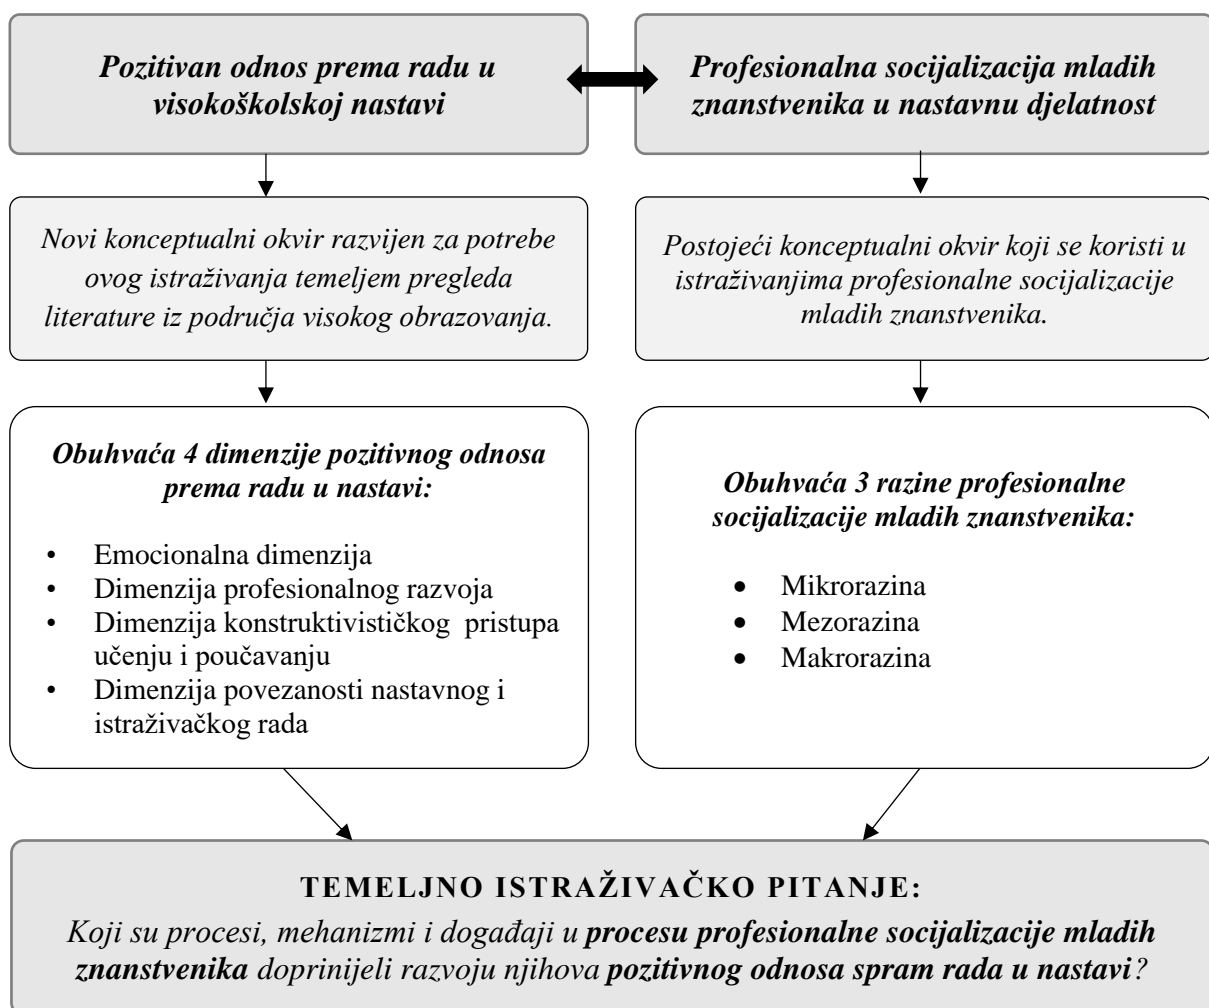 Pozitivan odnos prema radu u
visokoškolskoj nastavi
Profesionalna socijalizacija mladih
znanstvenika u nastavnu djelatnost
Novi konceptualni okvir razvijen za potrebe
ovog istraživanja temeljem pregleda
literature iz područja visokog obrazovanja.
Postojeći konceptualni okvir koji se koristi u
istraživanjima profesionalne socijalizacije
mladih znanstvenika.
Obuhvaća 4 dimenzije pozitivnog odnosa
prema radu u nastavi:
• Emocionalna dimenzija
• Dimenzija profesionalnog razvoja
• Dimenzija konstruktivističkog pristupa
učenju i poučavanju
• Dimenzija povezanosti nastavnog i
istraživačkog rada
Obuhvaća 3 razine profesionalne
socijalizacije mladih znanstvenika:
• Mikrorazina
• Mezorazina
• Makrorazina
TEMELJNO ISTRAŽIVAČKO PITANJE:
Koji su procesi, mehanizmi i događaji u procesu profesionalne socijalizacije mladih
znanstvenika doprinijeli razvoju njihova pozitivnog odnosa spram rada u nastavi?